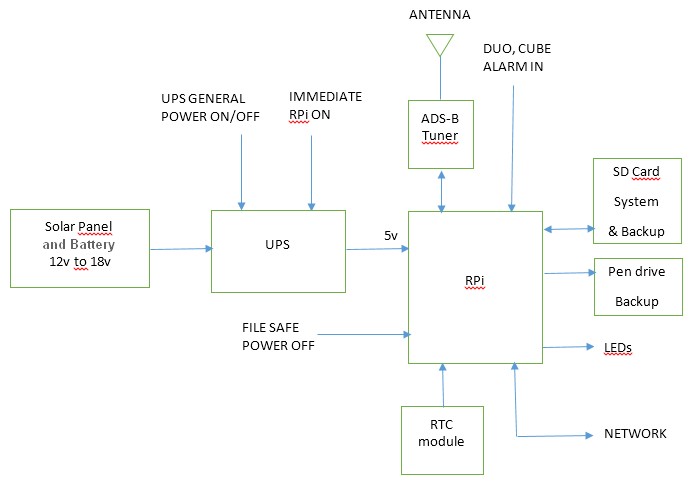 ANTENNA
DUO, CUBE
ALARM IN
UPS GENERAL
POWER ON/OFF
IMMEDIATE
RPi ON
ADS-B
Tuner
SD Card
System
& Backup
Solar Panel
and Battery
12v to 18v
UPS
5v
RPi
Pen drive
Backup
FILE SAFE
POWER OFF
LEDs
RTC
module
NETWORK